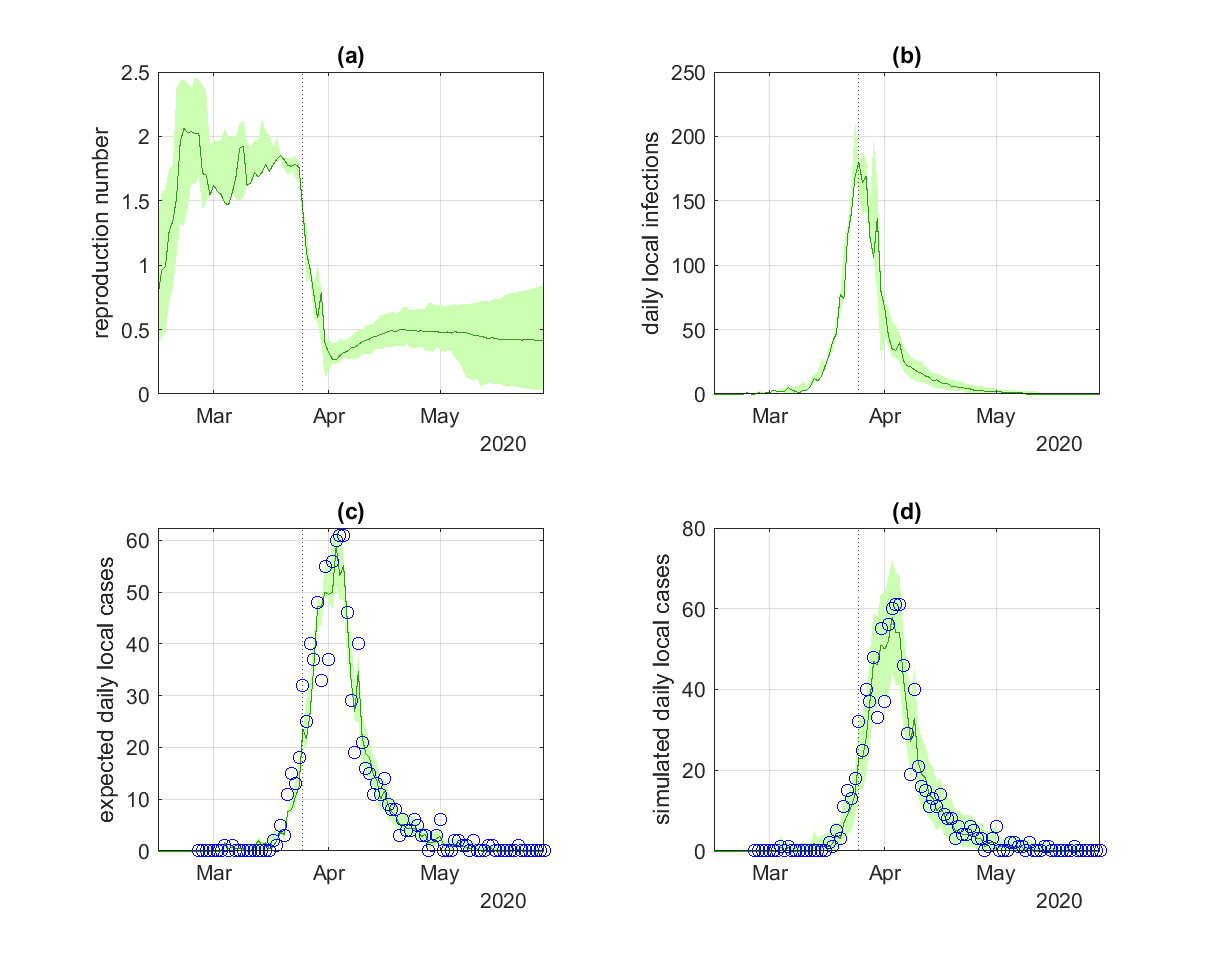 (a)
2.5
2
1.5
1
0.5
0
reproduction number
Mar Apr May
2020
(b)
250
200
150
100
50
0
daily local infections
Mar Apr May
2020
(c)
60
50
40
30
20
10
0
expected daily local cases
Mar Apr May
2020
(d)
80
60
40
20
0
simulated daily local cases
Mar Apr May
2020